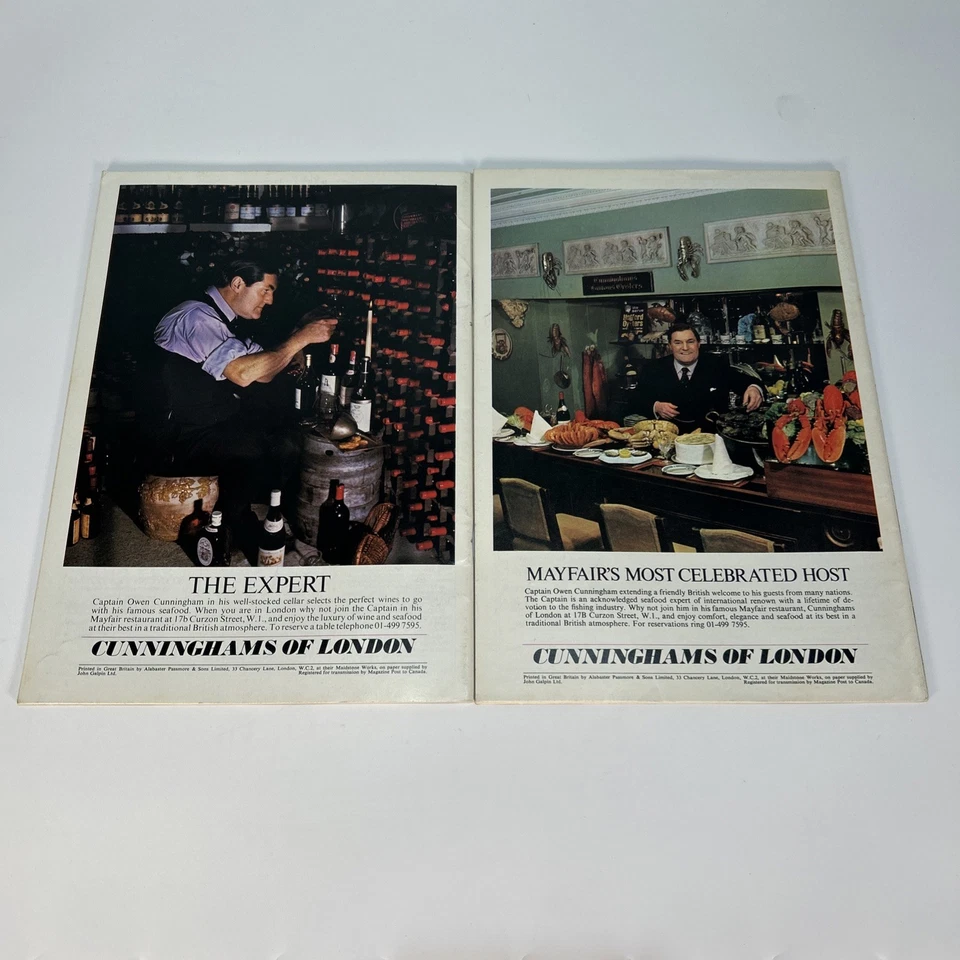 THE EXPERT
Captain Owen Cunningham in his well-stocked cellar selects the perfect wines to go
with his famous seafood. When you are in London why not join the Captain in his
Mayfair restaurant at 17b Curzon Street, W.1., and enjoy the luxury of wine and seafood
at their best in a traditional British atmosphere. To reserve a table telephone 01-499 7595.
CUNNINGHAMS OF LONDON
Printed in Great Britain by Alabaster Passmore & Sons Limited, 33 Chancery Lane, London, W.C.2, at their Maidstone Works, on paper supplied by
John Galpin Ltd. Registered for transmission by Magazine Post to Canada.
MAYFAIR'S MOST CELEBRATED HOST
Captain Owen Cunningham extending a friendly British welcome to his guests from many nations.
The Captain is an acknowledged seafood expert of international renown with a lifetime of de-
votion to the fishing industry. Why not join him in his famous Mayfair restaurant, Cunninghams
of London at 17B Curzon Street, W.1., and enjoy comfort, elegance and seafood at its best in a
traditional British atmosphere. For reservations ring 01-499 7595.
CUNNINGHAMS OF LONDON
Printed in Great Britain by Alabaster Passmore & Sons Limited, 33 Chancery Lane, London, W.C.2, at their Maidstone Works, on paper supplied by
John Galpin Ltd. Registered for transmission by Magazine Post to Canada.